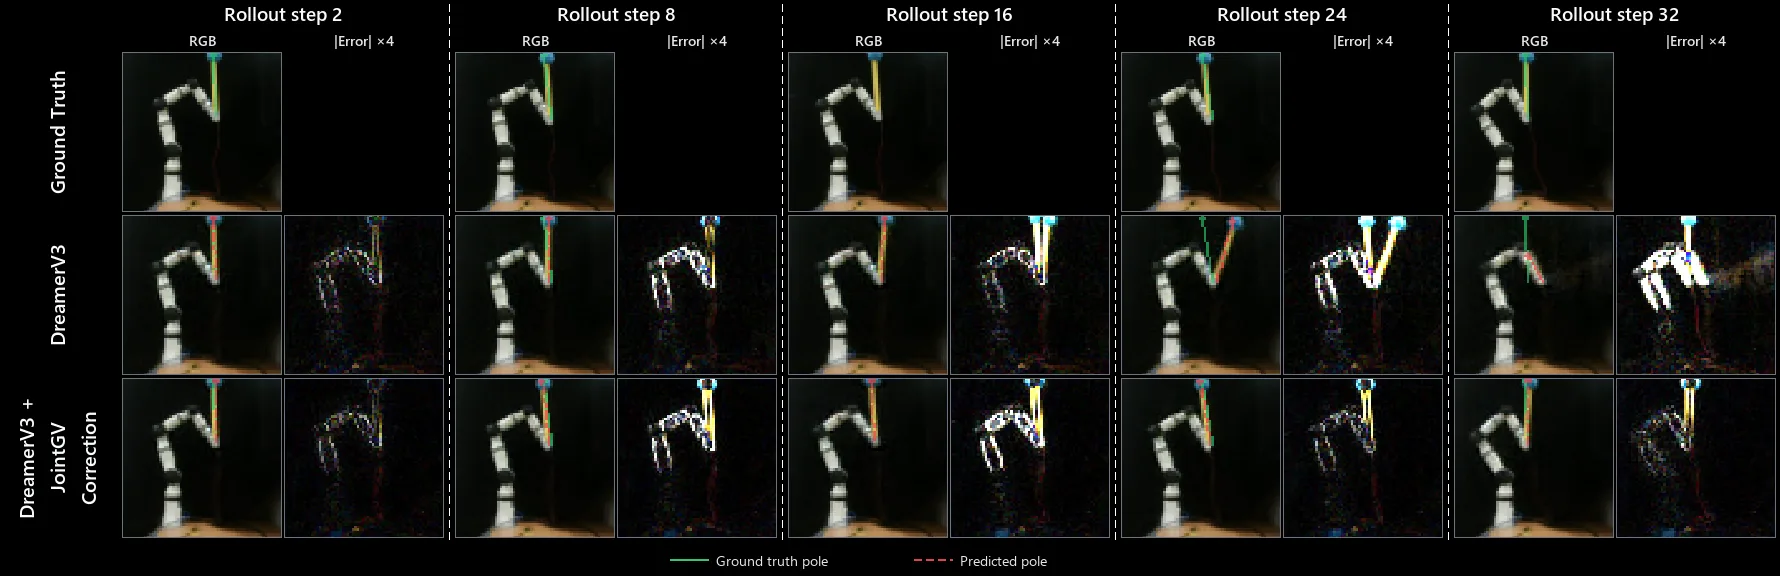 Rollout step 2
Rollout step 8
Rollout step 16
Rollout step 24
Rollout step 32
RGB
|Error| ×4
RGB
|Error| ×4
RGB
|Error| ×4
RGB
|Error| ×4
RGB
|Error| ×4
Ground Truth
DreamerV3
DreamerV3 +
JointGV
Correction
Ground truth pole
Predicted pole